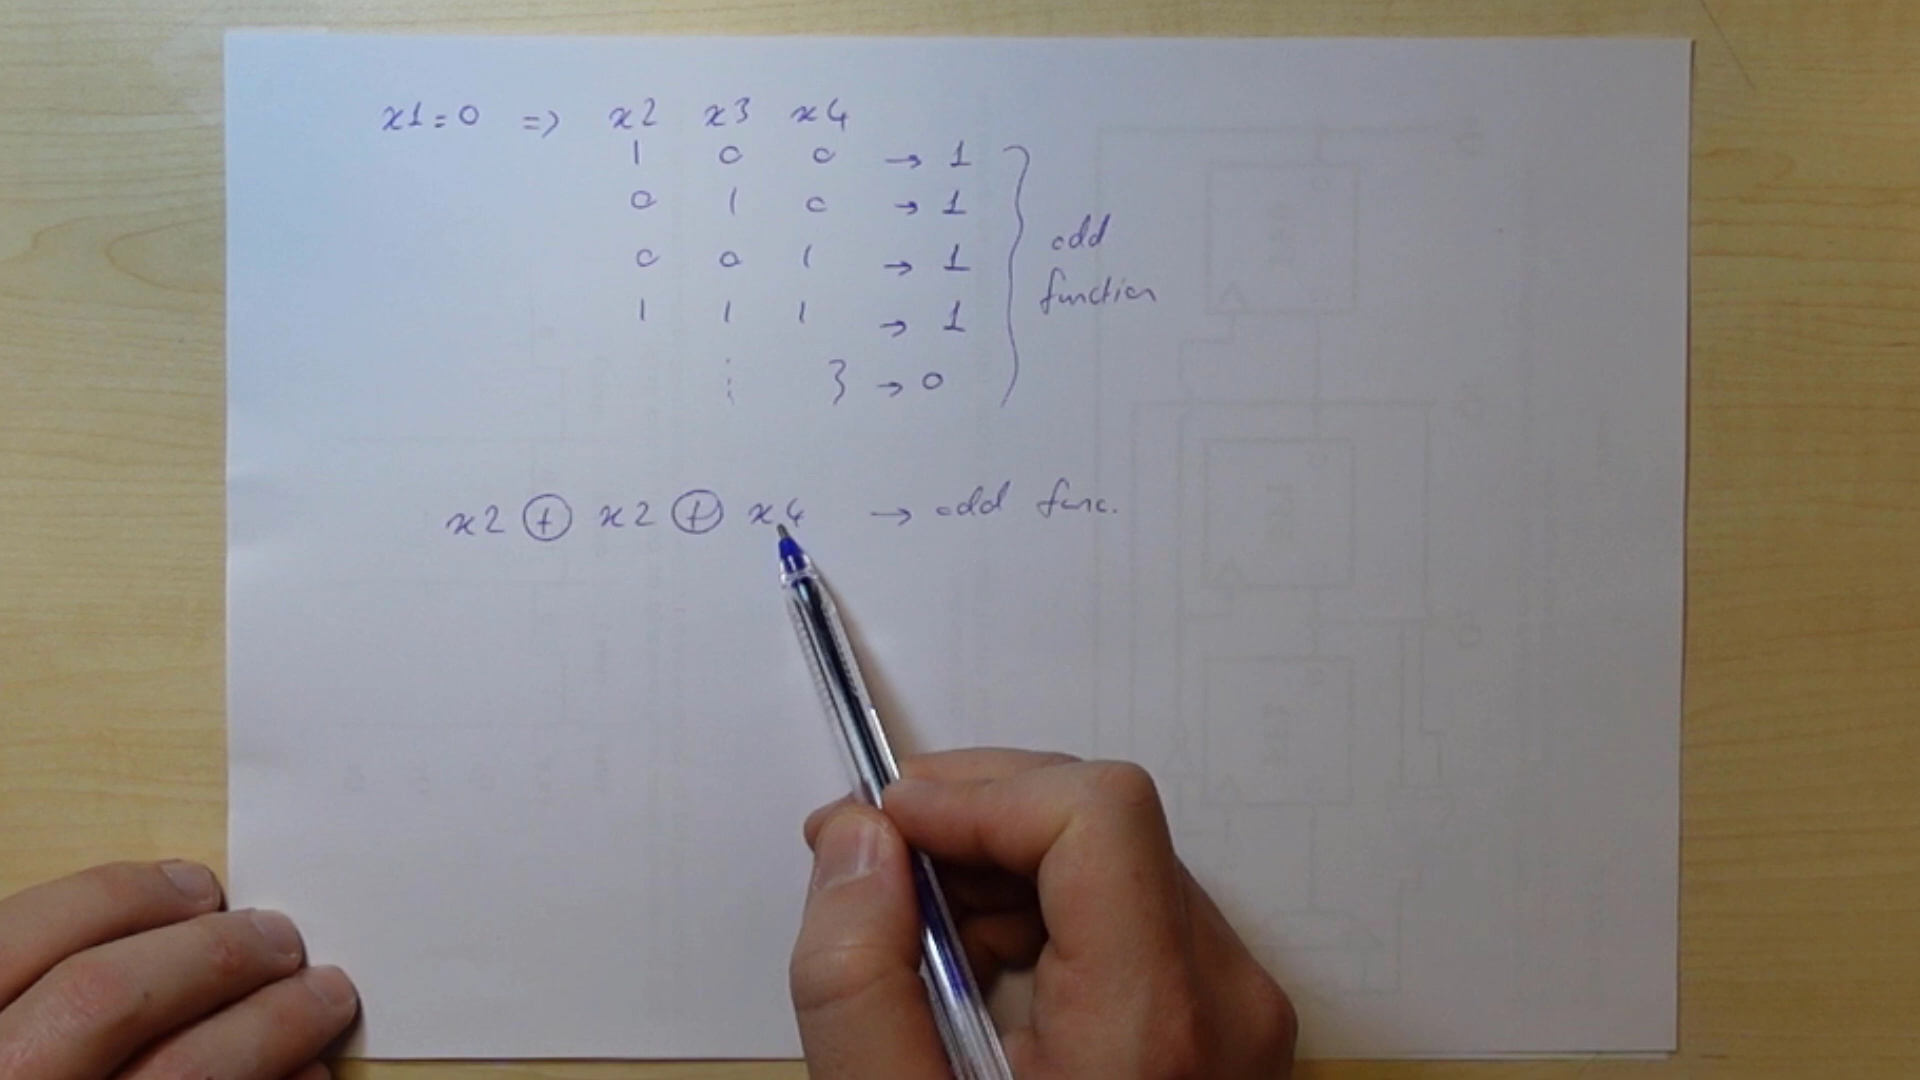 x1=0 => x2 x3 x4
1 0 0 → 1
0 1 0 → 1
0 0 1 → 1
1 1 1 → 1
⋮ } → 0
odd
function
x2 ⊕ x2 ⊕ x4 → odd func.